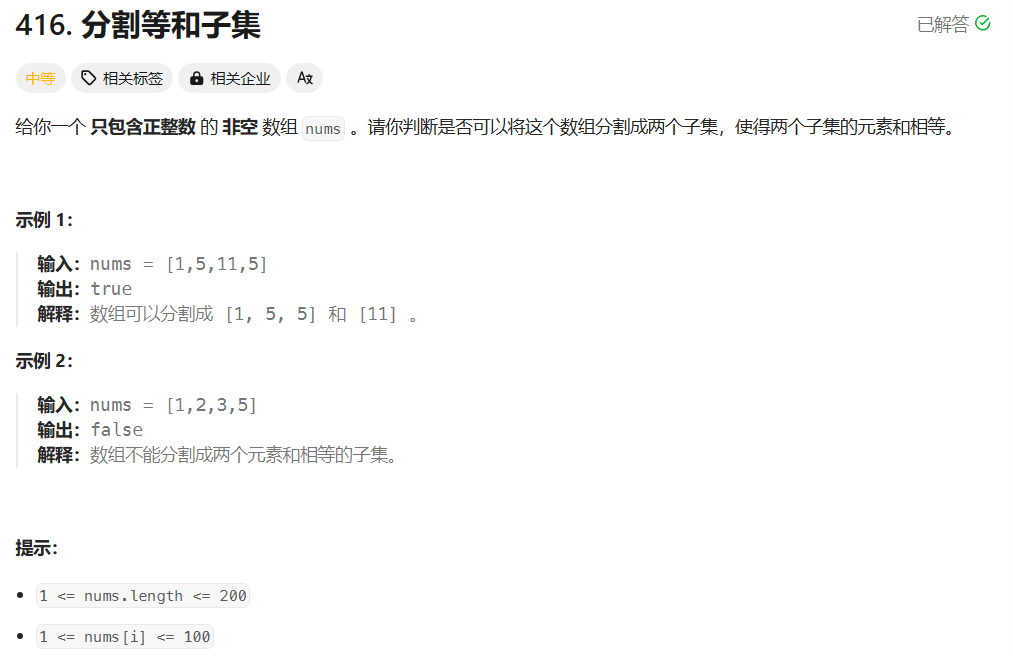 416. 分割等和子集
已解答
中等 相关标签 相关企业
给你一个 只包含正整数 的 非空 数组 nums 。请你判断是否可以将这个数组分割成两个子集，使得两个子集的元素和相等。
示例 1：
输入：nums = [1,5,11,5]
输出：true
解释：数组可以分割成 [1, 5, 5] 和 [11] 。
示例 2：
输入：nums = [1,2,3,5]
输出：false
解释：数组不能分割成两个元素和相等的子集。
提示：
1 <= nums.length <= 200
1 <= nums[i] <= 100